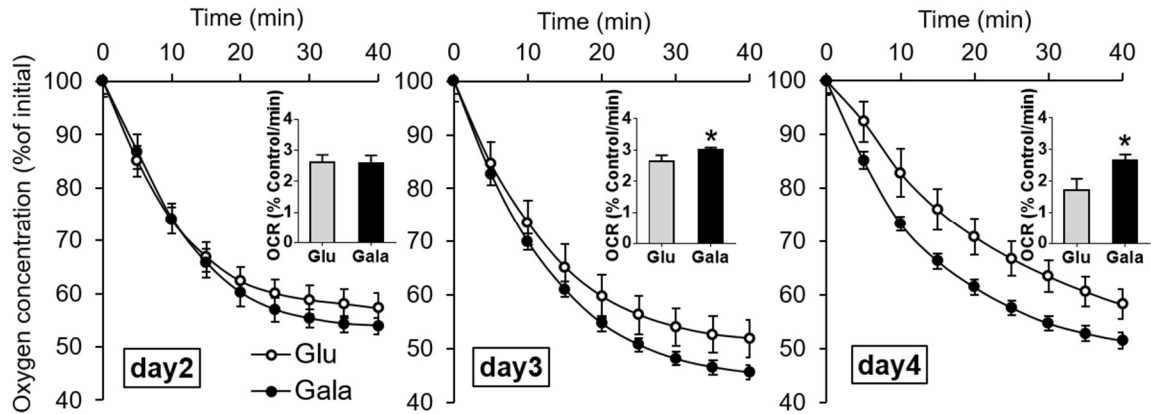 Time (min)
0 10 20 30 40
Oxygen concentration (%of initial)
100
90
80
70
60
50
40
OCR (% Control/min)
4
3
2
1
0
Glu Gala
day2
Glu
Gala
Time (min)
0 10 20 30 40
100
90
80
70
60
50
40
OCR (% Control/min)
4
3
2
1
0
*
Glu Gala
day3
Time (min)
0 10 20 30 40
100
90
80
70
60
50
40
OCR (% Control/min)
4
3
2
1
0
*
Glu Gala
day4